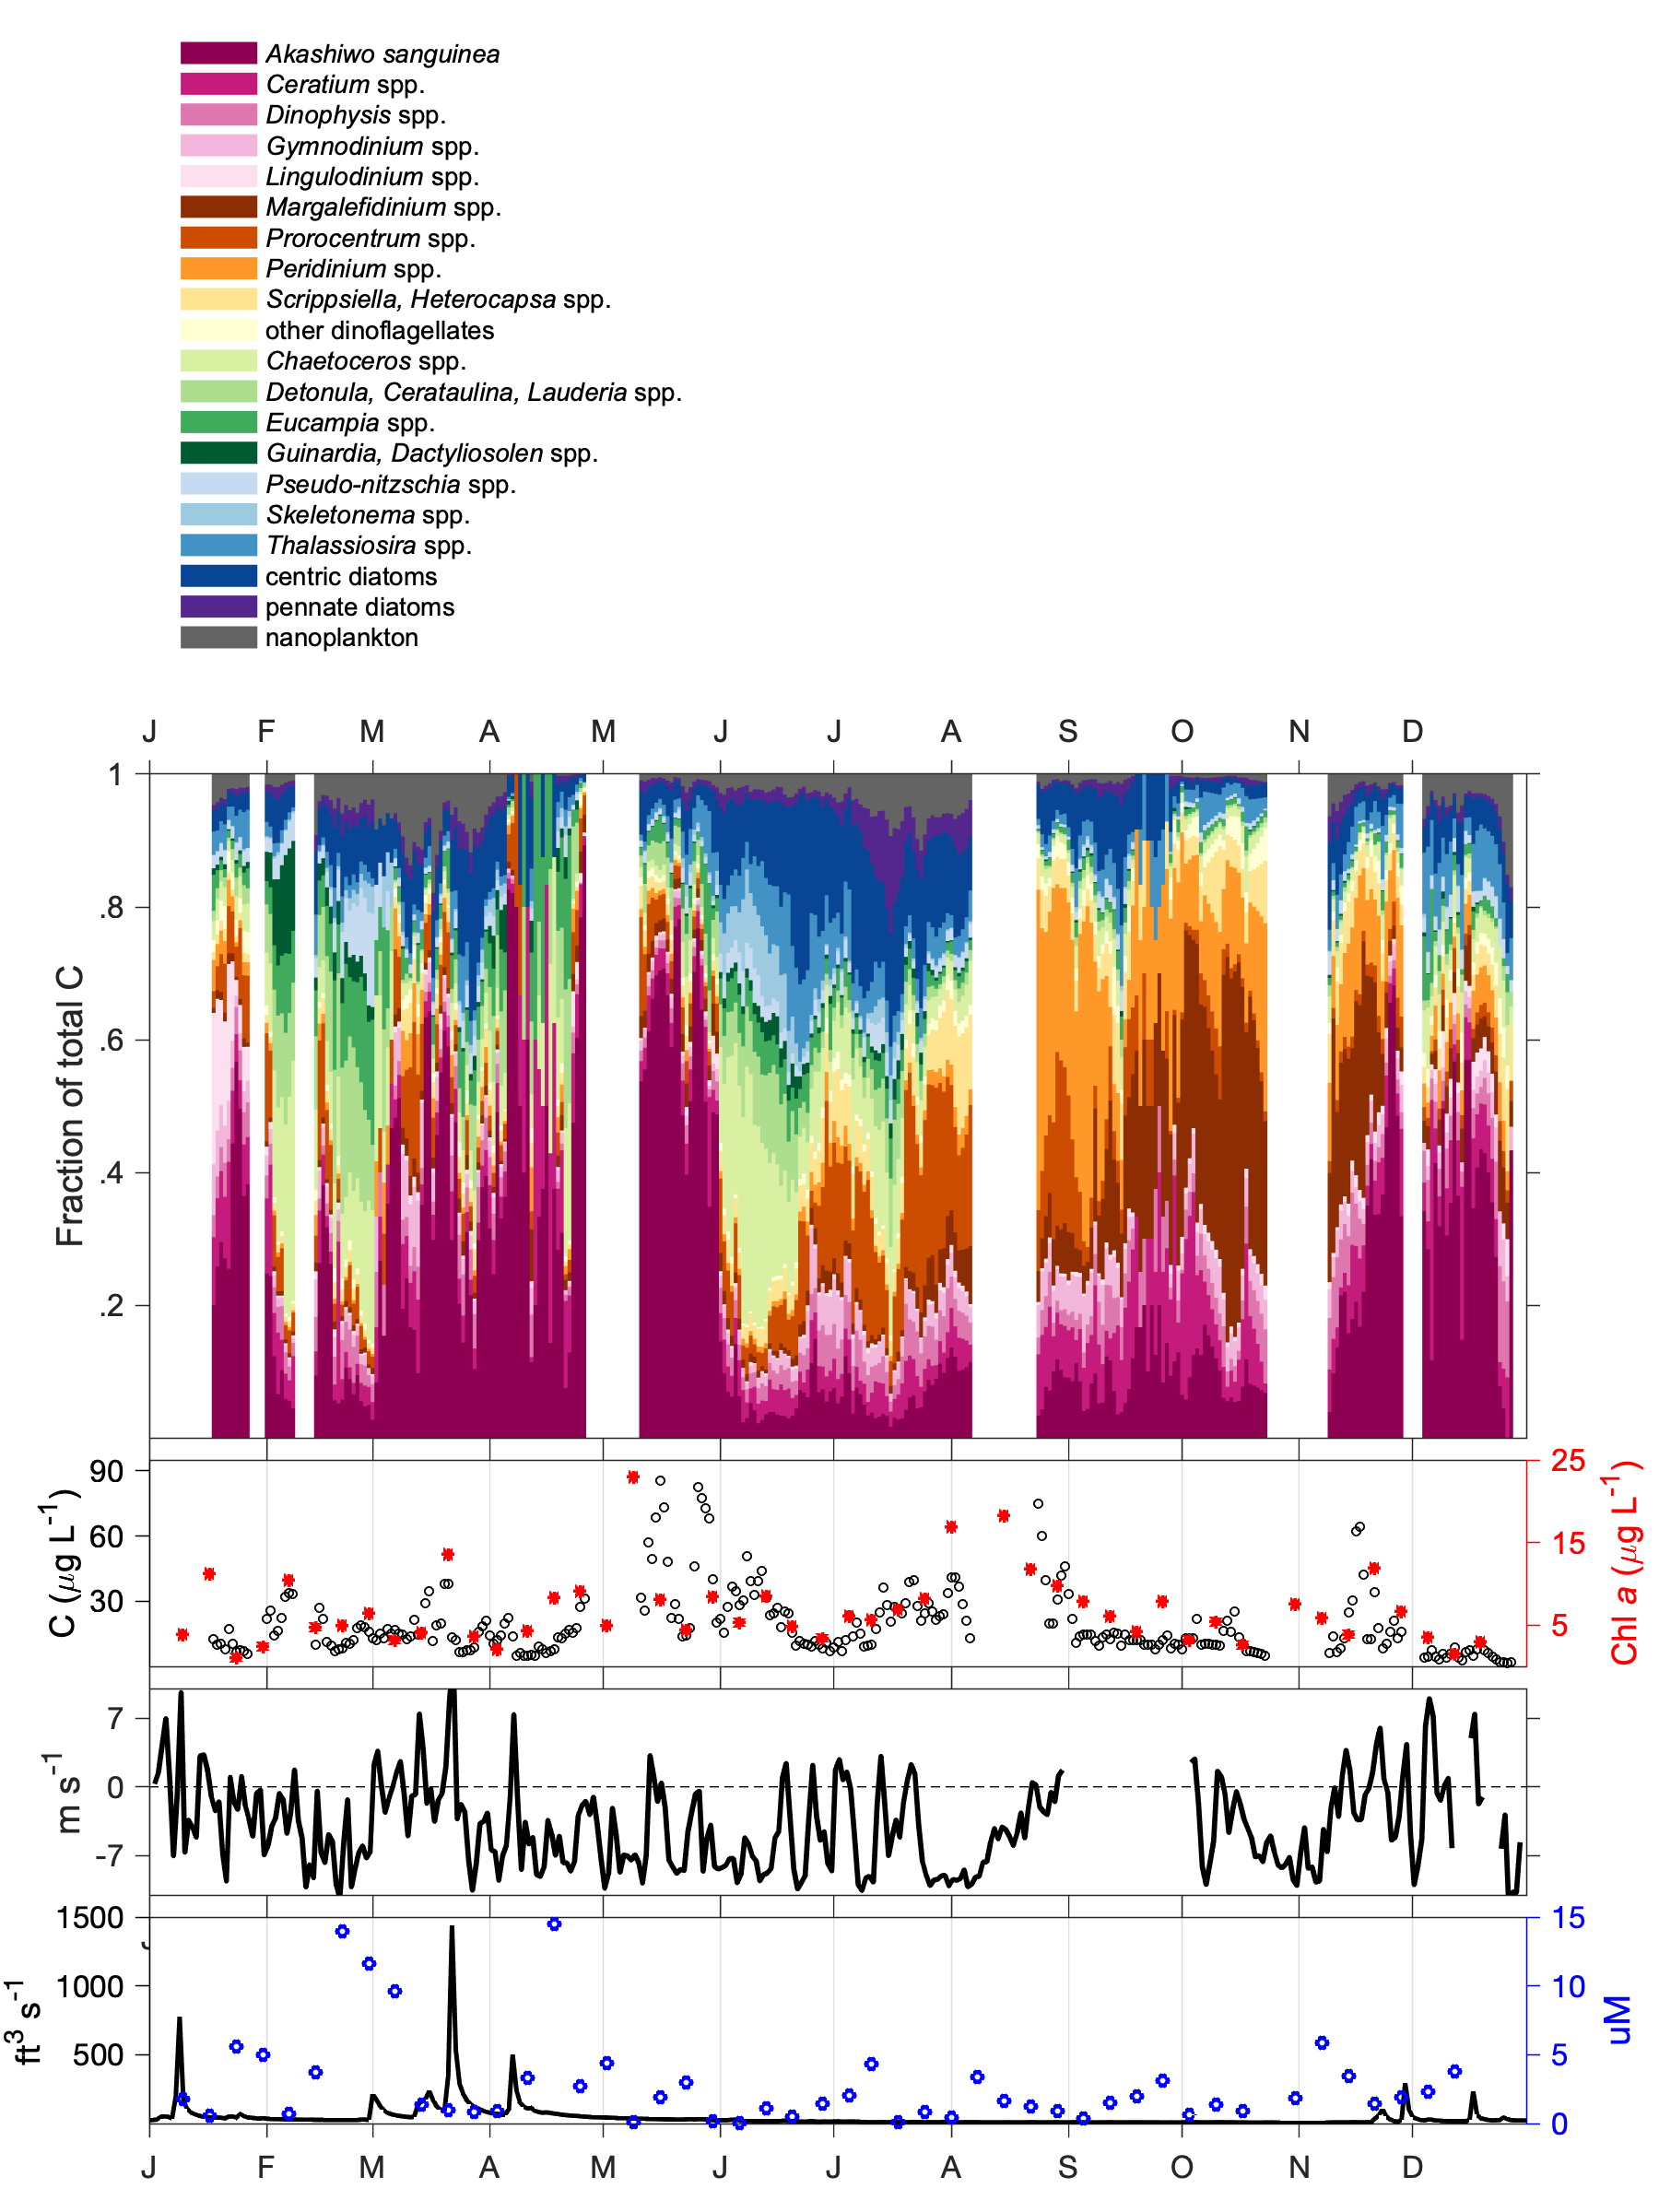 Akashiwo sanguinea
Ceratium spp.
Dinophysis spp.
Gymnodinium spp.
Lingulodinium spp.
Margalefidinium spp.
Prorocentrum spp.
Peridinium spp.
Scrippsiella, Heterocapsa spp.
other dinoflagellates
Chaetoceros spp.
Detonula, Cerataulina, Lauderia spp.
Eucampia spp.
Guinardia, Dactyliosolen spp.
Pseudo-nitzschia spp.
Skeletonema spp.
Thalassiosira spp.
centric diatoms
pennate diatoms
nanoplankton
J F M A M J J A S O N D
1
.8
.6
.4
.2
Fraction of total C
90
60
30
C (μg L⁻¹)
25
15
5
Chl a (μg L⁻¹)
7
0
-7
m s⁻¹
1500
1000
500
ft³ s⁻¹
15
10
5
0
uM
J F M A M J J A S O N D